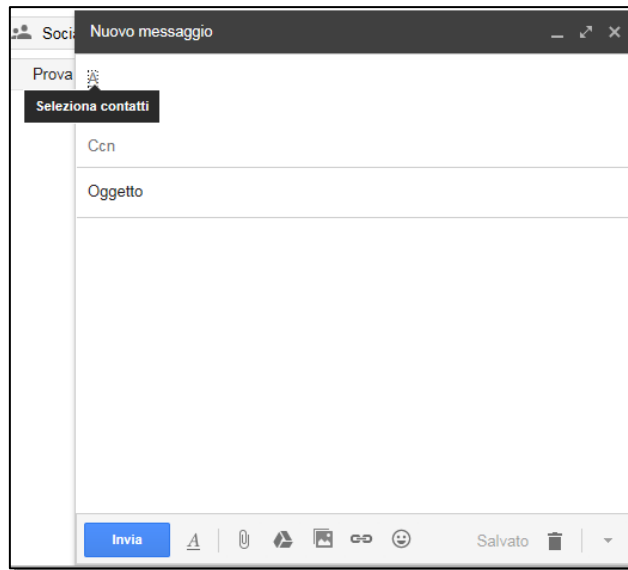 Soci
Nuovo messaggio
Prova
A
Seleziona contatti
Ccn
Oggetto
Invia
A
Salvato